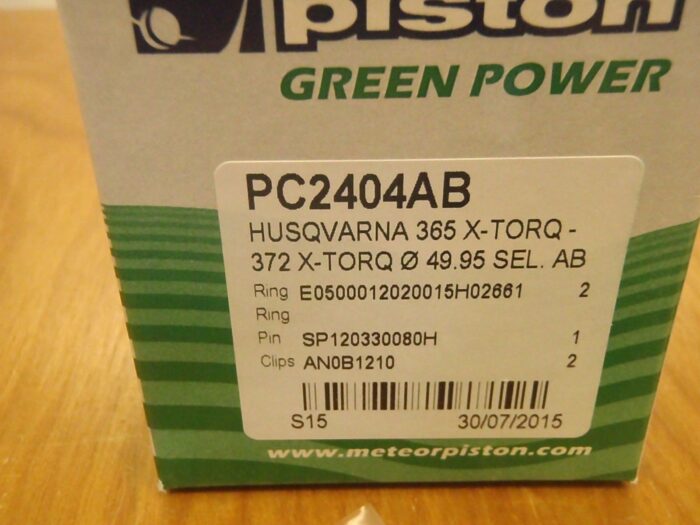 piston
GREEN POWER
PC2404AB
HUSQVARNA 365 X-TORQ -
372 X-TORQ Ø 49.95 SEL. AB
Ring E0500012020015H02661 2
Ring
Pin SP120330080H 1
Clips AN0B1210 2
S15 30/07/2015
www.meteorpiston.com